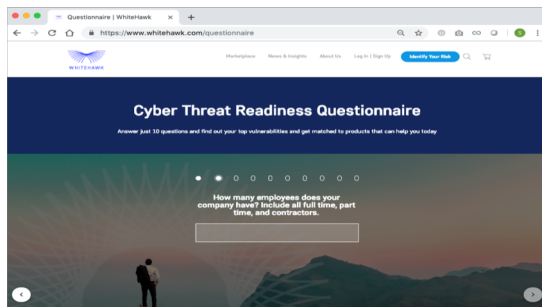 Questionnaire | WhiteHawk
https://www.whitehawk.com/questionnaire
S
WHITEHAWK
Marketplace News & Insights About Us Log In | Sign Up Identify Your Risk
Cyber Threat Readiness Questionnaire
Answer just 10 questions and find out your top vulnerabilities and get matched to products that can help you today
How many employees does your
company have? Include all full time, part
time, and contractors.